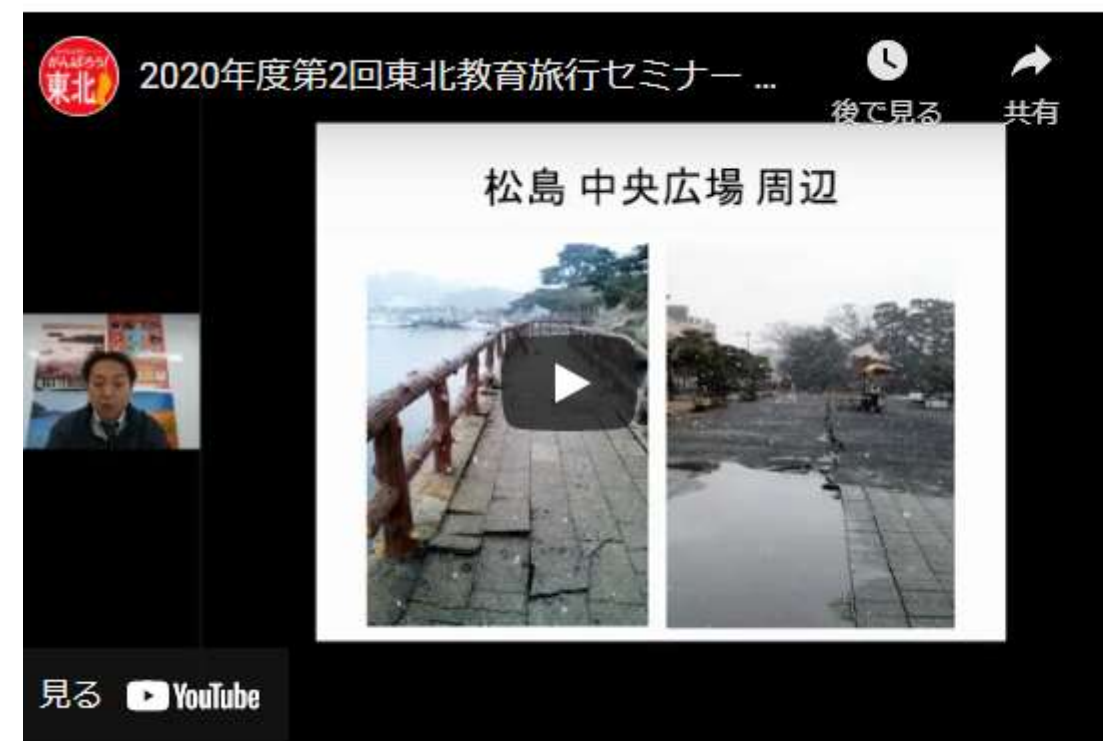 がんばろう!
東北
2020年度第2回東北教育旅行セミナー ...
後で見る
共有
松島 中央広場 周辺
見る YouTube